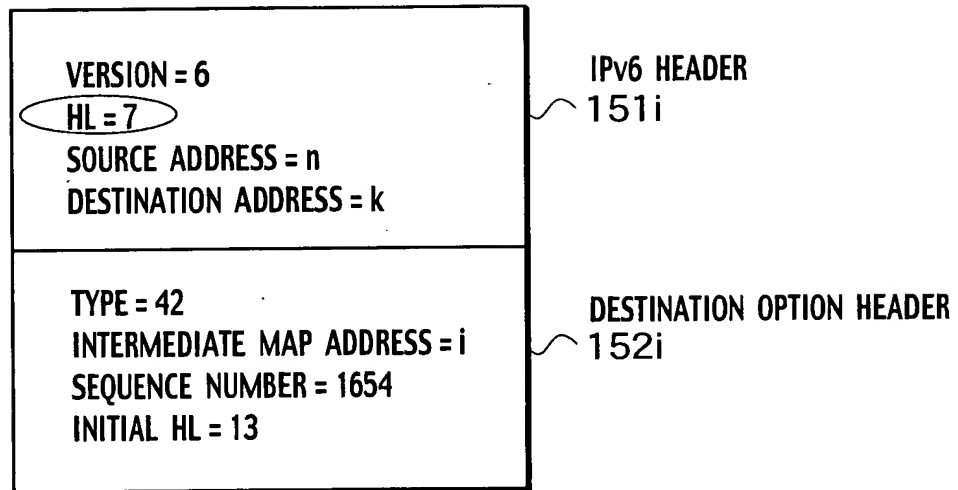 VERSION = 6
HL = 7
SOURCE ADDRESS = n
DESTINATION ADDRESS = k
IPv6 HEADER
151i
TYPE = 42
INTERMEDIATE MAP ADDRESS = i
SEQUENCE NUMBER = 1654
INITIAL HL = 13
DESTINATION OPTION HEADER
152i